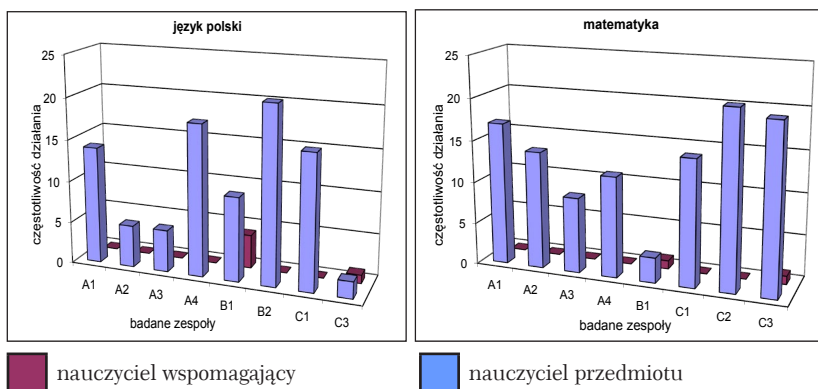 język polski
częstotliwość działania
25
20
15
10
5
0
A1 A2 A3 A4 B1 B2 C1 C3
badane zespoły
matematyka
częstotliwość działania
25
20
15
10
5
0
A1 A2 A3 A4 B1 C1 C2 C3
badane zespoły
nauczyciel wspomagający
nauczyciel przedmiotu